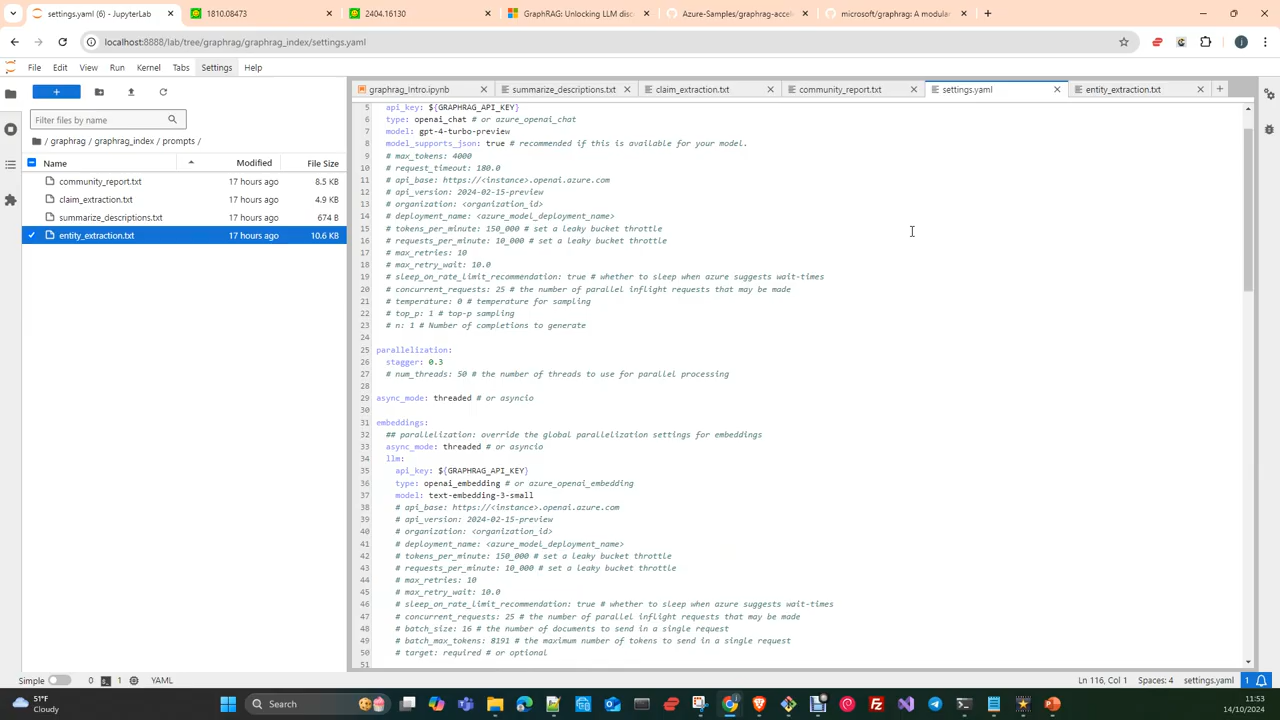 settings.yaml (6) - JupyterLab
1810.08473
2404.16130
GraphRAG: Unlocking LLM disc
Azure-Samples/graphrag-accele
microsoft/graphrag: A modular
localhost:8888/lab/tree/graphrag/graphrag_index/settings.yaml
File Edit View Run Kernel Tabs Settings Help
graphrag_Intro.ipynb
summarize_descriptions.txt
claim_extraction.txt
community_report.txt
settings.yaml
entity_extraction.txt
Filter files by name
/ graphrag / graphrag_index / prompts /
Name Modified File Size
community_report.txt 17 hours ago 8.5 KB
claim_extraction.txt 17 hours ago 4.9 KB
summarize_descriptions.txt 17 hours ago 674 B
entity_extraction.txt 17 hours ago 10.6 KB
5 api_key: ${GRAPHRAG_API_KEY}
6 type: openai_chat # or azure_openai_chat
7 model: gpt-4-turbo-preview
8 model_supports_json: true # recommended if this is available for your model.
9 # max_tokens: 4000
10 # request_timeout: 180.0
11 # api_base: https://<instance>.openai.azure.com
12 # api_version: 2024-02-15-preview
13 # organization: <organization_id>
14 # deployment_name: <azure_model_deployment_name>
15 # tokens_per_minute: 150_000 # set a leaky bucket throttle
16 # requests_per_minute: 10_000 # set a leaky bucket throttle
17 # max_retries: 10
18 # max_retry_wait: 10.0
19 # sleep_on_rate_limit_recommendation: true # whether to sleep when azure suggests wait-times
20 # concurrent_requests: 25 # the number of parallel inflight requests that may be made
21 # temperature: 0 # temperature for sampling
22 # top_p: 1 # top-p sampling
23 # n: 1 # Number of completions to generate
24
25 parallelization:
26 stagger: 0.3
27 # num_threads: 50 # the number of threads to use for parallel processing
28
29 async_mode: threaded # or asyncio
30
31 embeddings:
32 ## parallelization: override the global parallelization settings for embeddings
33 async_mode: threaded # or asyncio
34 llm:
35 api_key: ${GRAPHRAG_API_KEY}
36 type: openai_embedding # or azure_openai_embedding
37 model: text-embedding-3-small
38 # api_base: https://<instance>.openai.azure.com
39 # api_version: 2024-02-15-preview
40 # organization: <organization_id>
41 # deployment_name: <azure_model_deployment_name>
42 # tokens_per_minute: 150_000 # set a leaky bucket throttle
43 # requests_per_minute: 10_000 # set a leaky bucket throttle
44 # max_retries: 10
45 # max_retry_wait: 10.0
46 # sleep_on_rate_limit_recommendation: true # whether to sleep when azure suggests wait-times
47 # concurrent_requests: 25 # the number of parallel inflight requests that may be made
48 # batch_size: 16 # the number of documents to send in a single request
49 # batch_max_tokens: 8191 # the maximum number of tokens to send in a single request
50 # target: required # or optional
51
Simple 0 1 YAML
Ln 116, Col 1 Spaces: 4 settings.yaml 1
51°F
Cloudy
Search
11:53
14/10/2024